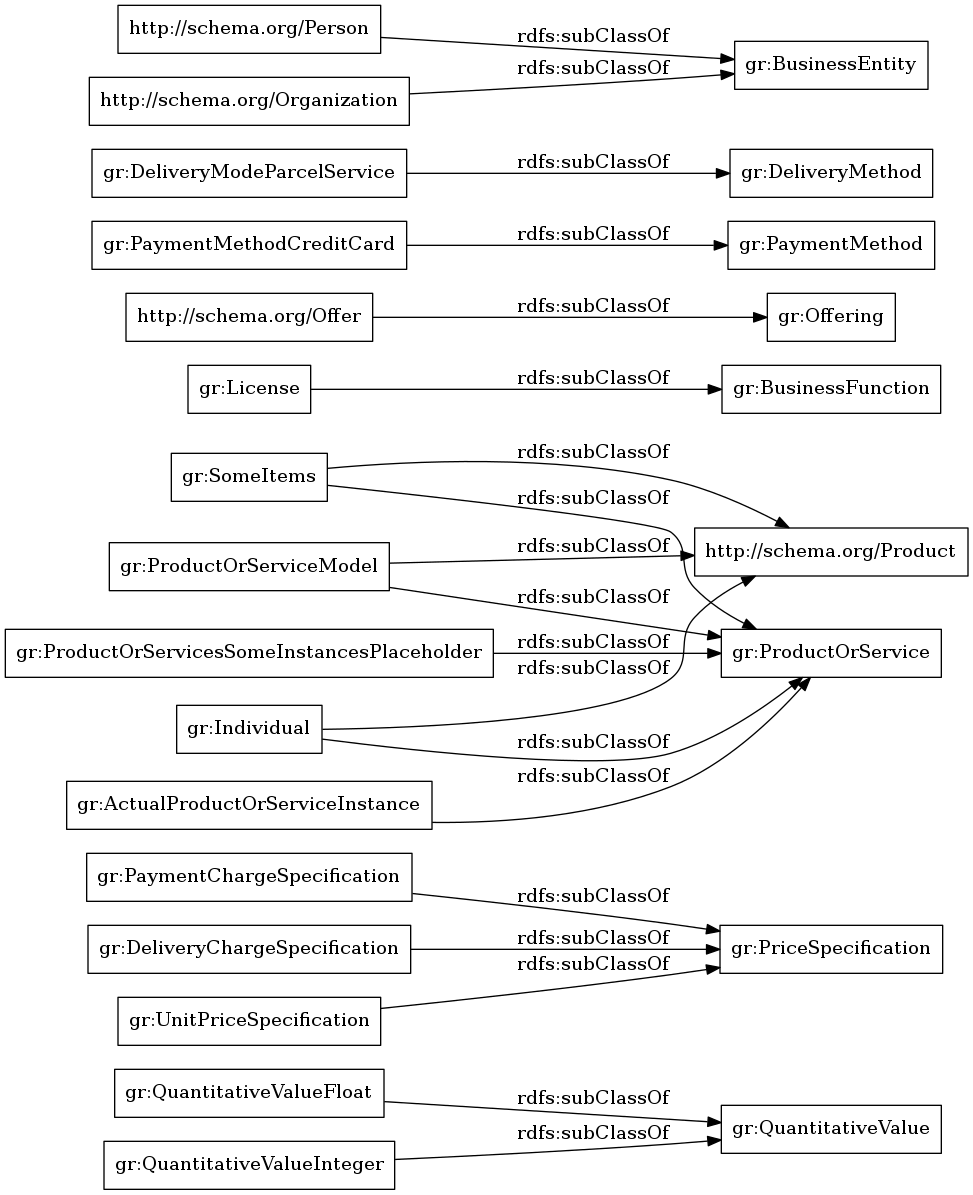 http://schema.org/Person
rdfs:subClassOf
gr:BusinessEntity
rdfs:subClassOf
http://schema.org/Organization
gr:DeliveryModeParcelService
rdfs:subClassOf
gr:DeliveryMethod
gr:PaymentMethodCreditCard
rdfs:subClassOf
gr:PaymentMethod
http://schema.org/Offer
rdfs:subClassOf
gr:Offering
gr:License
rdfs:subClassOf
gr:BusinessFunction
rdfs:subClassOf
gr:SomeItems
rdfs:subClassOf
rdfs:subClassOf
http://schema.org/Product
gr:ProductOrServiceModel
rdfs:subClassOf
rdfs:subClassOf
gr:ProductOrServicesSomeInstancesPlaceholder
gr:ProductOrService
rdfs:subClassOf
gr:Individual
rdfs:subClassOf
rdfs:subClassOf
gr:ActualProductOrServiceInstance
gr:PaymentChargeSpecification
rdfs:subClassOf
gr:DeliveryChargeSpecification
rdfs:subClassOf
gr:PriceSpecification
rdfs:subClassOf
gr:UnitPriceSpecification
gr:QuantitativeValueFloat
rdfs:subClassOf
gr:QuantitativeValue
rdfs:subClassOf
gr:QuantitativeValueInteger